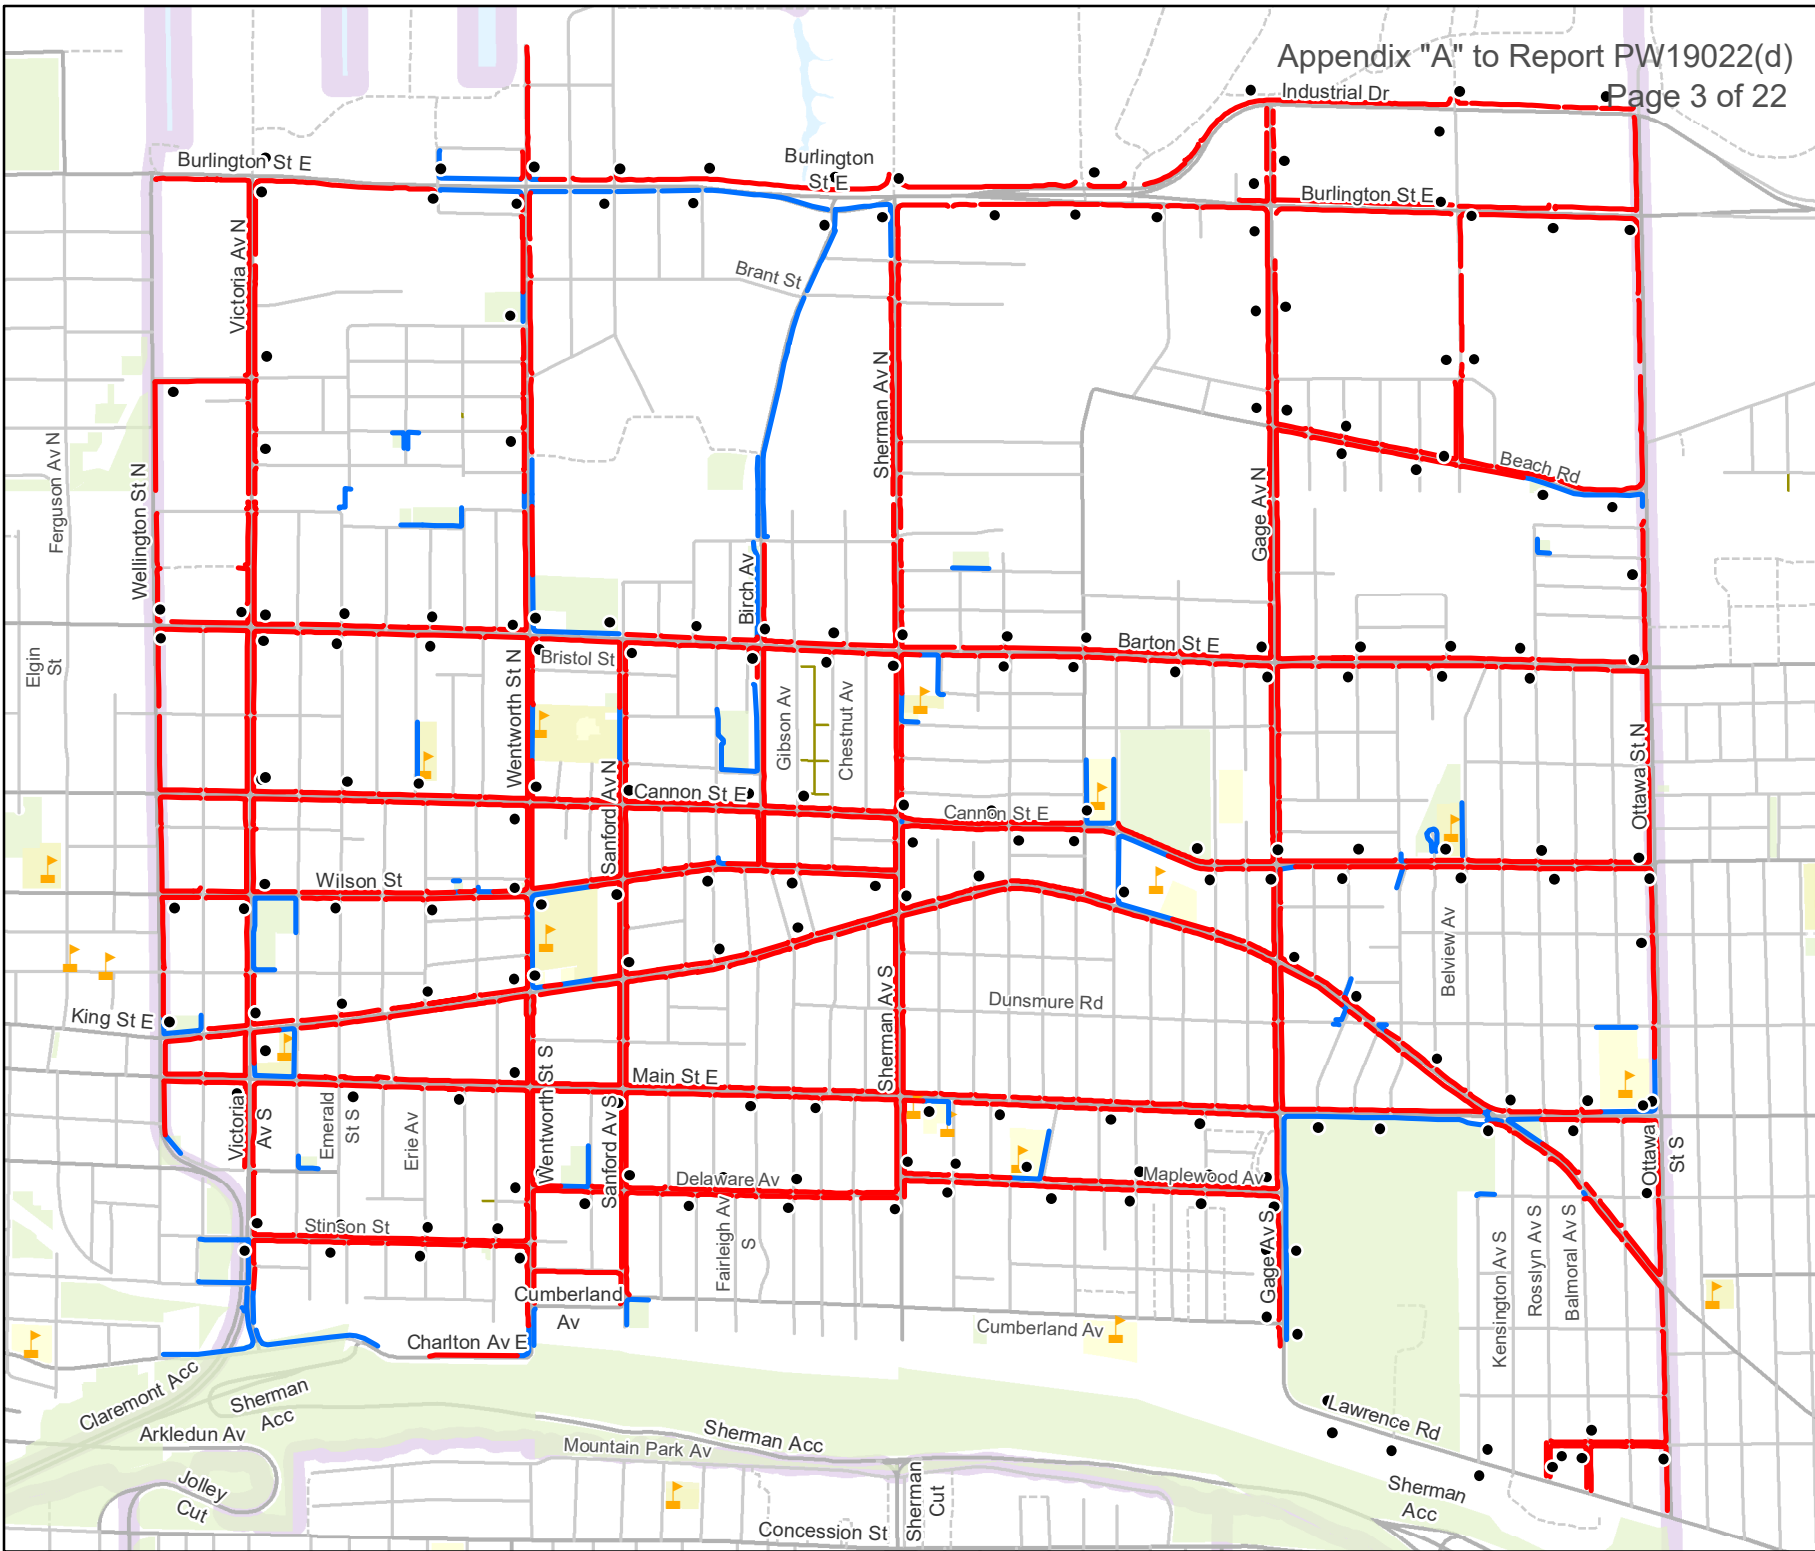 Appendix "A" to Report PW19022(d)
Page 3 of 22
Industrial Dr
Burlington St E
Burlington
St E
Burlington St E
Victoria Av N
Brant St
Sherman Av N
Ferguson Av N
Wellington St N
Gage Av N
Beach Rd
Birch Av
Elgin
St
Bristol St
Barton St E
Wentworth St N
Gibson Av
Chestnut Av
Sanford Av N
Ottawa St N
Cannon St E
Cannon St E
Wilson St
Belview Av
King St E
Dunsmure Rd
Sherman Av S
Main St E
Wentworth St S
Victoria
Av S
Emerald
St S
Erie Av
Sanford Av S
Delaware Av
Maplewood Av
Ottawa
St S
Stinson St
Fairleigh Av
S
Gage Av S
Kensington Av S
Rosslyn Av S
Balmoral Av S
Cumberland
Av
Cumberland Av
Charlton Av E
Claremont Acc
Sherman
Acc
Arkledun Av
Sherman Acc
Mountain Park Av
Lawrence Rd
Jolley
Cut
Sherman
Cut
Sherman
Acc
Concession St